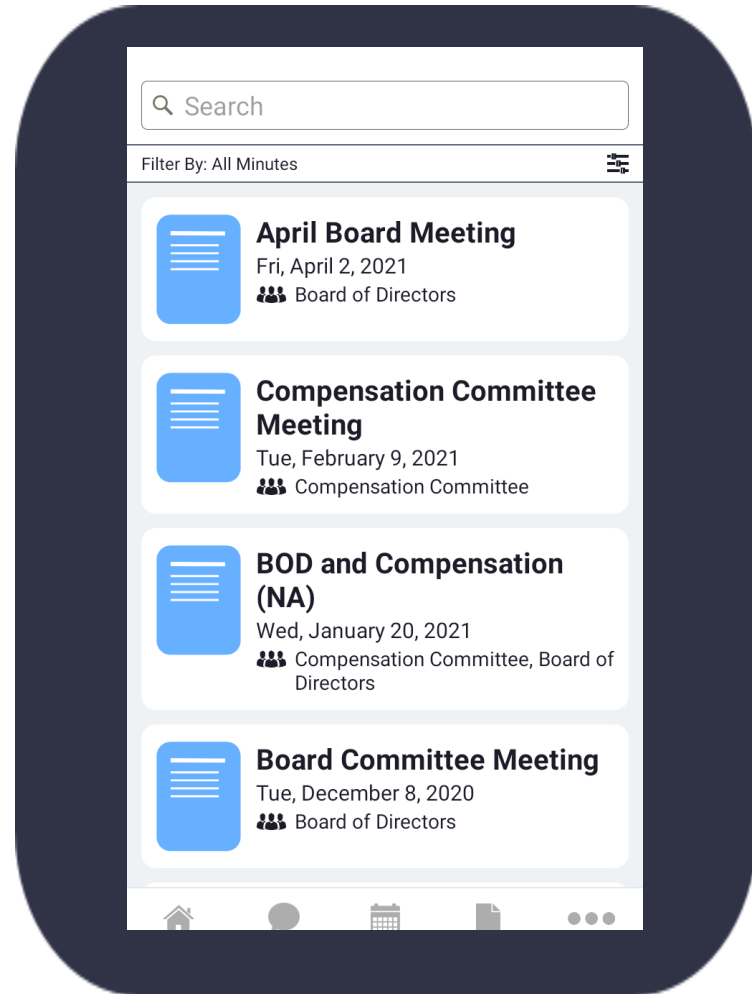 Search
Filter By: All Minutes
April Board Meeting
Fri, April 2, 2021
Board of Directors
Compensation Committee
Meeting
Tue, February 9, 2021
Compensation Committee
BOD and Compensation
(NA)
Wed, January 20, 2021
Compensation Committee, Board of
Directors
Board Committee Meeting
Tue, December 8, 2020
Board of Directors